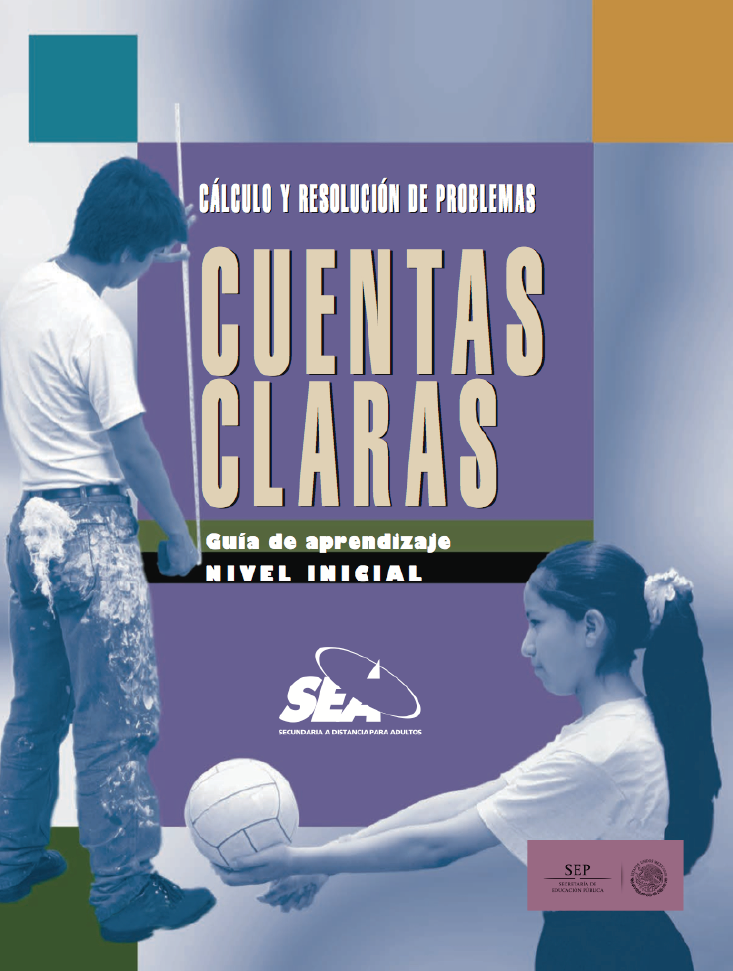 CÁLCULO Y RESOLUCIÓN DE PROBLEMAS
CUENTAS
CLARAS
Guía de aprendizaje
NIVEL INICIAL
SEA
SECUNDARIA A DISTANCIA PARA ADULTOS
SEP
SECRETARÍA DE
EDUCACIÓN PÚBLICA